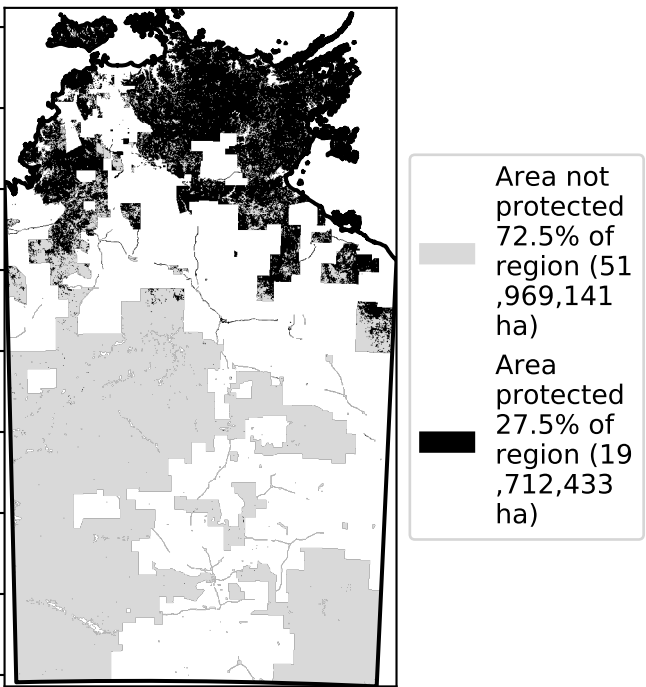 Area not
protected
72.5% of
region (51
,969,141
ha)
Area
protected
27.5% of
region (19
,712,433
ha)